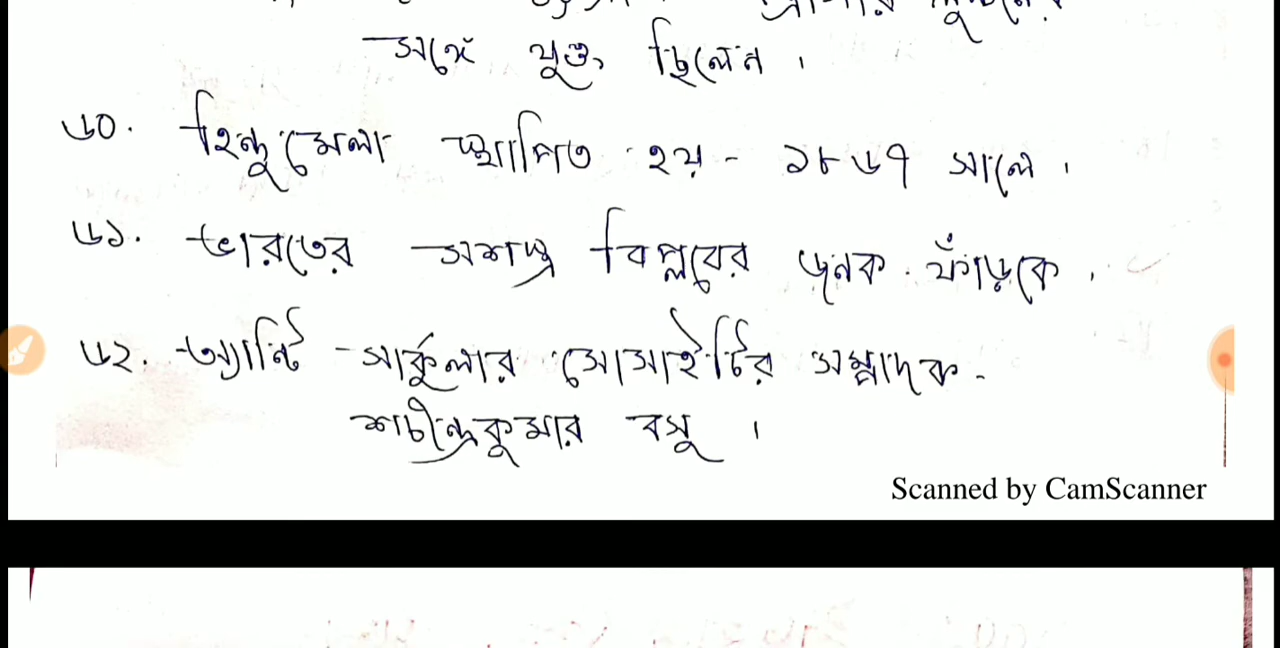 সঙ্গে যুক্ত ছিলেন ।
৬০. হিন্দুমেলা স্থাপিত হয় - ১৮৬৭ সালে ।
৬১. ভারতের সশস্ত্র বিপ্লবের জনক ফাঁড়কে ।
৬২. অ্যান্টি - সার্কুলার সোসাইটির সম্পাদক -
শচীন্দ্রকুমার বসু ।
Scanned by CamScanner